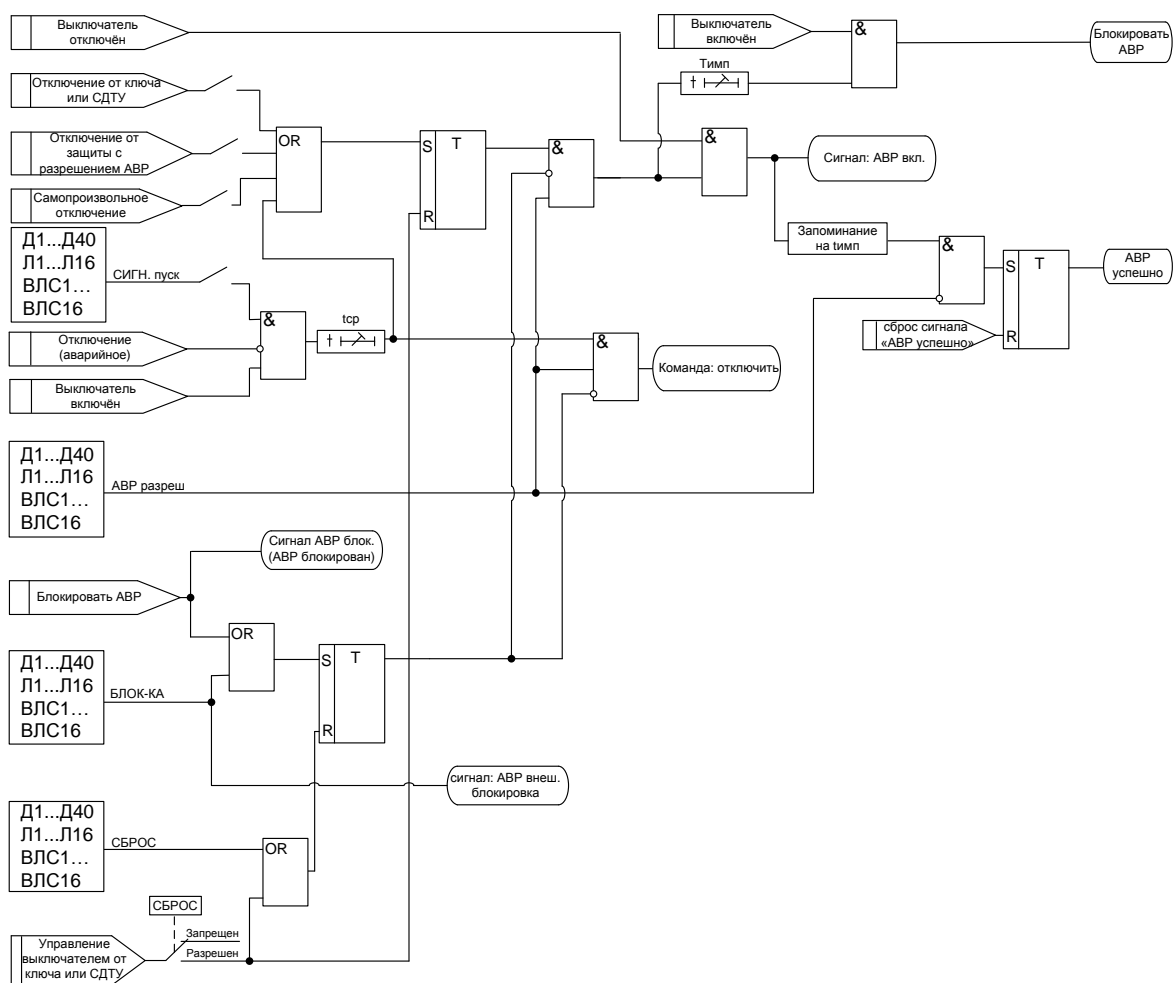 Выключатель
отключён
Выключатель
включён
&
Блокировать
АВР
Тимп
Отключение от ключа
или СДТУ
Отключение от
защиты с
разрешением АВР
Самопроизвольное
отключение
OR
S
T
R
&
&
Сигнал: АВР вкл.
Запоминание
на tимп
&
S
T
R
АВР
успешно
сброс сигнала
«АВР успешно»
Д1...Д40
Л1...Л16
ВЛС1...
ВЛС16
СИГН. пуск
Отключение
(аварийное)
Выключатель
включён
&
tср
&
Команда: отключить
Д1...Д40
Л1...Л16
ВЛС1...
ВЛС16
АВР разреш
Сигнал АВР блок.
(АВР блокирован)
Блокировать АВР
OR
S
T
R
Д1...Д40
Л1...Л16
ВЛС1...
ВЛС16
БЛОК-КА
сигнал: АВР внеш.
блокировка
Д1...Д40
Л1...Л16
ВЛС1...
ВЛС16
СБРОС
OR
СБРОС
Запрещен
Разрешен
Управление
выключателем от
ключа или СДТУ